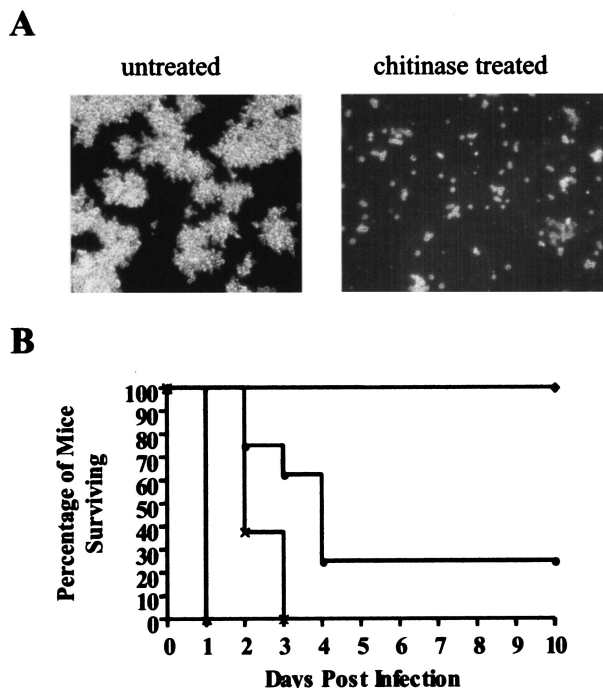 A
untreated
chitinase treated
B
Percentage of Mice
Surviving
100
90
80
70
60
50
40
30
20
10
0
0 1 2 3 4 5 6 7 8 9 10
Days Post Infection